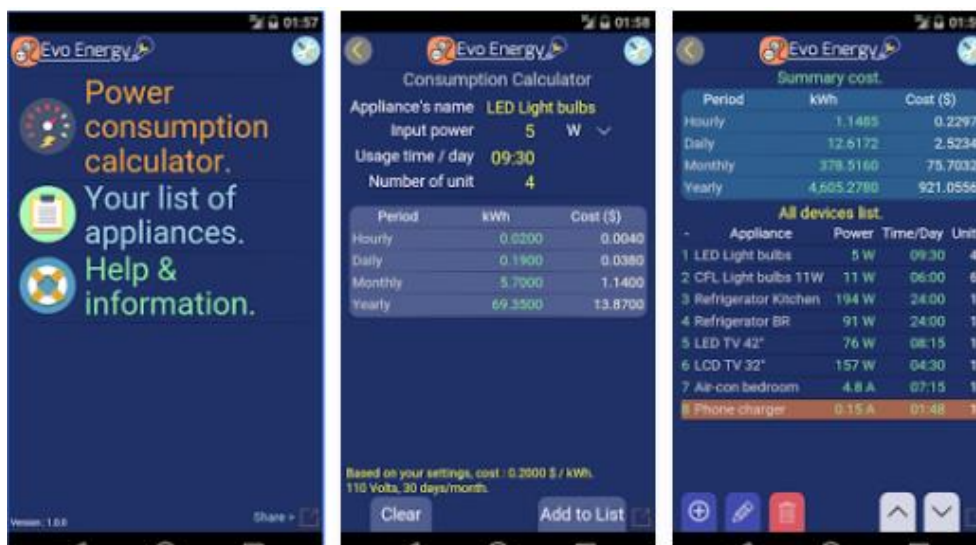 01:57
Evo Energy
Power
consumption
calculator.
Your list of
appliances.
Help &
information.
Version : 1.0.0
Share >
01:58
Evo Energy
Consumption Calculator
Appliance's name LED Light bulbs
Input power 5 W
Usage time / day 09:30
Number of unit 4
Period kWh Cost ($)
Hourly 0.0200 0.0040
Daily 0.1900 0.0380
Monthly 5.7000 1.1400
Yearly 69.3500 13.8700
Based on your settings, cost : 0.2000 $ / kWh.
110 Volts, 30 days/month.
Clear Add to List
Evo Energy
Summary cost.
Period kWh Cost ($)
Hourly 1.1485 0.2297
Daily 12.6172 2.5234
Monthly 378.5160 75.7032
Yearly 4,605.2780 921.0556
All devices list.
- Appliance Power Time/Day Unit
1 LED Light bulbs 5 W 09:30 4
2 CFL Light bulbs 11W 11 W 06:00 6
3 Refrigerator Kitchen 194 W 24:00
4 Refrigerator BR 91 W 24:00 1
5 LED TV 42" 76 W 08:15 1
6 LCD TV 32" 157 W 04:30 1
7 Air-con bedroom 4.8 A 07:15 1
8 Phone charger 0.15 A 01:48 1